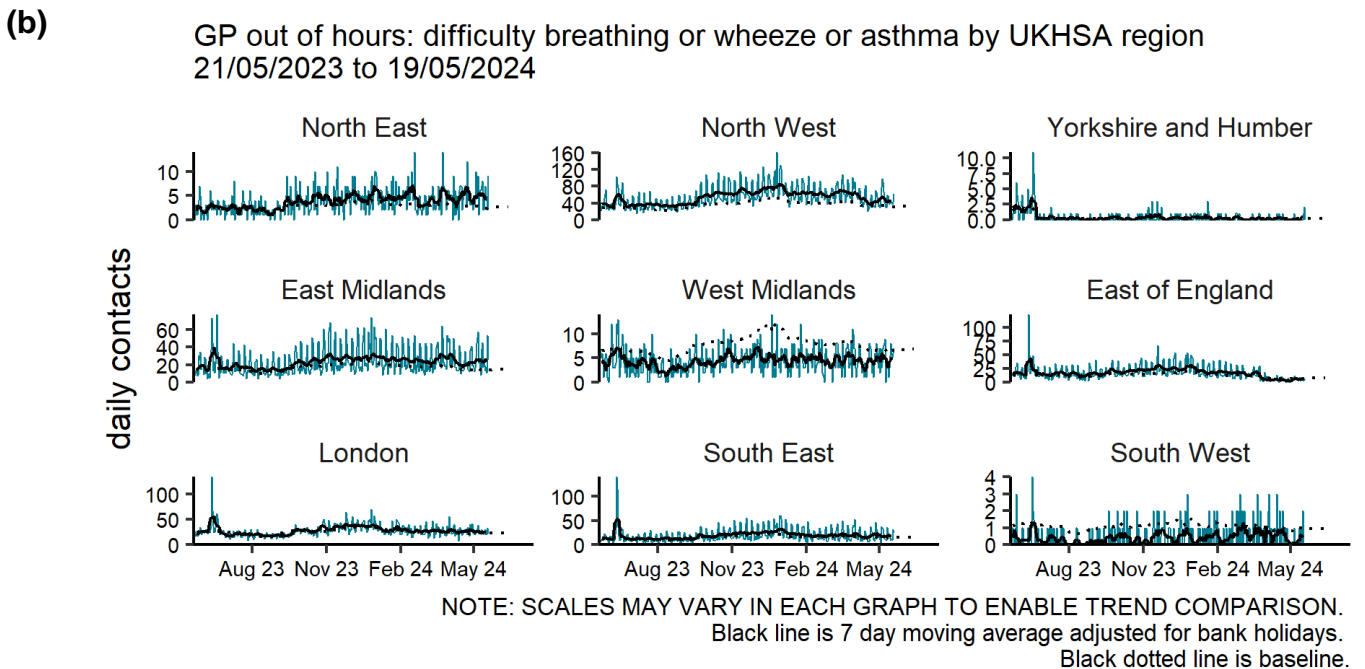 (b)
GP out of hours: difficulty breathing or wheeze or asthma by UKHSA region
21/05/2023 to 19/05/2024
daily contacts
North East
10
5
0
North West
160
120
80
40
0
Yorkshire and Humber
10.0
7.5
5.0
2.5
0.0
East Midlands
60
40
20
0
West Midlands
10
5
0
East of England
100
75
50
25
0
London
100
50
0
Aug 23 Nov 23 Feb 24 May 24
South East
100
50
0
Aug 23 Nov 23 Feb 24 May 24
South West
4
3
2
1
0
Aug 23 Nov 23 Feb 24 May 24
NOTE: SCALES MAY VARY IN EACH GRAPH TO ENABLE TREND COMPARISON.
Black line is 7 day moving average adjusted for bank holidays.
Black dotted line is baseline.